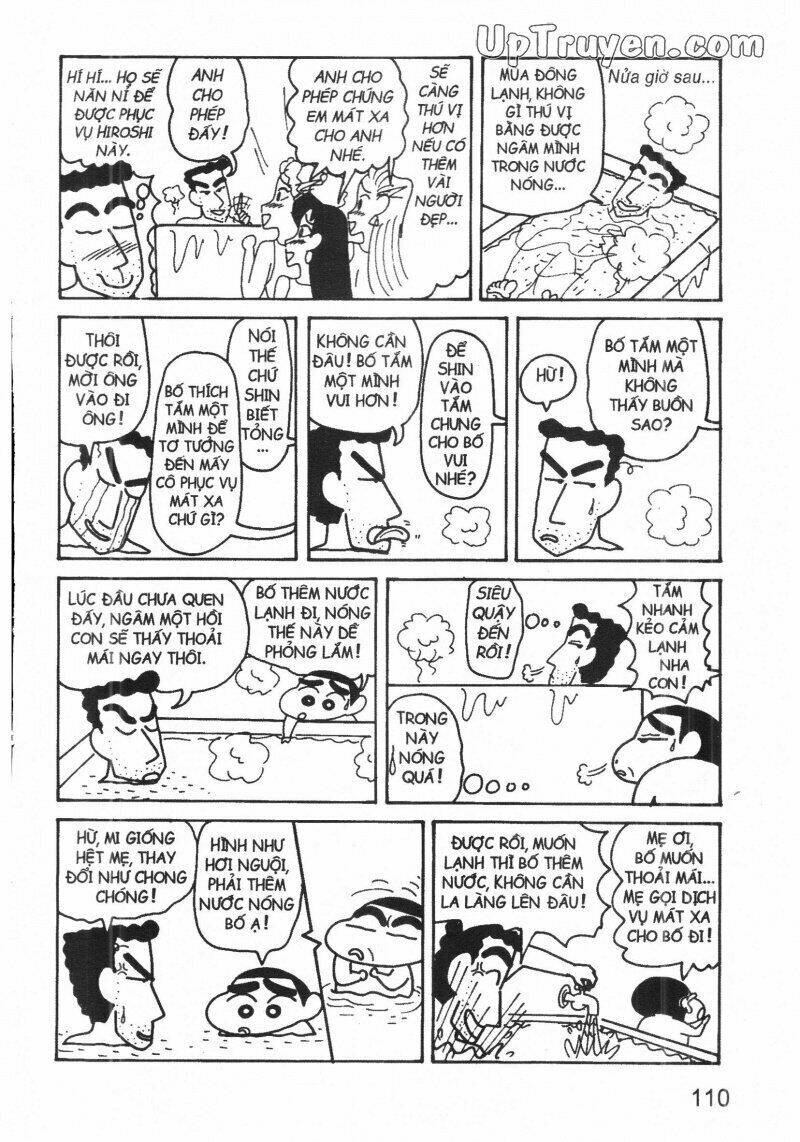 UpTruyen.com
Nửa giờ sau...
MÙA ĐÔNG
LẠNH, KHÔNG
GÌ THÚ VỊ
BẰNG ĐƯỢC
NGÂM MÌNH
TRONG NƯỚC
NÓNG...
SẼ
CÀNG
THÚ VỊ
HƠN
NẾU CÓ
THÊM
VÀI
NGƯỜI
ĐẸP...
ANH CHO
PHÉP CHÚNG
EM MÁT XA
CHO ANH
NHÉ.
ANH
CHO
PHÉP
ĐẤY!
HÍ HÍ... HỌ SẼ
NĂN NỈ ĐỂ
ĐƯỢC PHỤC
VỤ HIROSHI
NÀY.
BỐ TẮM MỘT
MÌNH MÀ
KHÔNG
THẤY BUỒN
SAO?
HỪ!
ĐỂ
SHIN
VÀO
TẮM
CHUNG
CHO BỐ
VUI
NHÉ?
KHÔNG CẦN
ĐÂU! BỐ TẮM
MỘT MÌNH
VUI HƠN!
NÓI
THẾ
CHỨ
SHIN
BIẾT
TỎNG
...
BỐ THÍCH
TẮM MỘT
MÌNH ĐỂ
TƠ TƯỞNG
ĐẾN MẤY
CÔ PHỤC VỤ
MÁT XA
CHỨ GÌ?
THÔI
ĐƯỢC RỒI,
MỜI ÔNG
VÀO ĐI
ÔNG!
TẮM
NHANH
KẺO CẢM
LẠNH
NHA
CON!
SIÊU
QUẬY
ĐẾN
RỒI!
TRONG
NÀY
NÓNG
QUÁ!
BỐ THÊM NƯỚC
LẠNH ĐI, NÓNG
THẾ NÀY DỄ
PHỎNG LẮM!
LÚC ĐẦU CHƯA QUEN
ĐẤY, NGÂM MỘT HỒI
CON SẼ THẤY THOẢI
MÁI NGAY THÔI.
MẸ ƠI,
BỐ MUỐN
THOẢI MÁI...
MẸ GỌI DỊCH
VỤ MÁT XA
CHO BỐ ĐI!
ĐƯỢC RỒI, MUỐN
LẠNH THÌ BỐ THÊM
NƯỚC, KHÔNG CẦN
LA LÀNG LÊN ĐÂU!
HÌNH NHƯ
HƠI NGUỘI,
PHẢI THÊM
NƯỚC NÓNG
BỐ Ạ!
HỪ, MI GIỐNG
HỆT MẸ, THAY
ĐỔI NHƯ CHONG
CHÓNG!
110